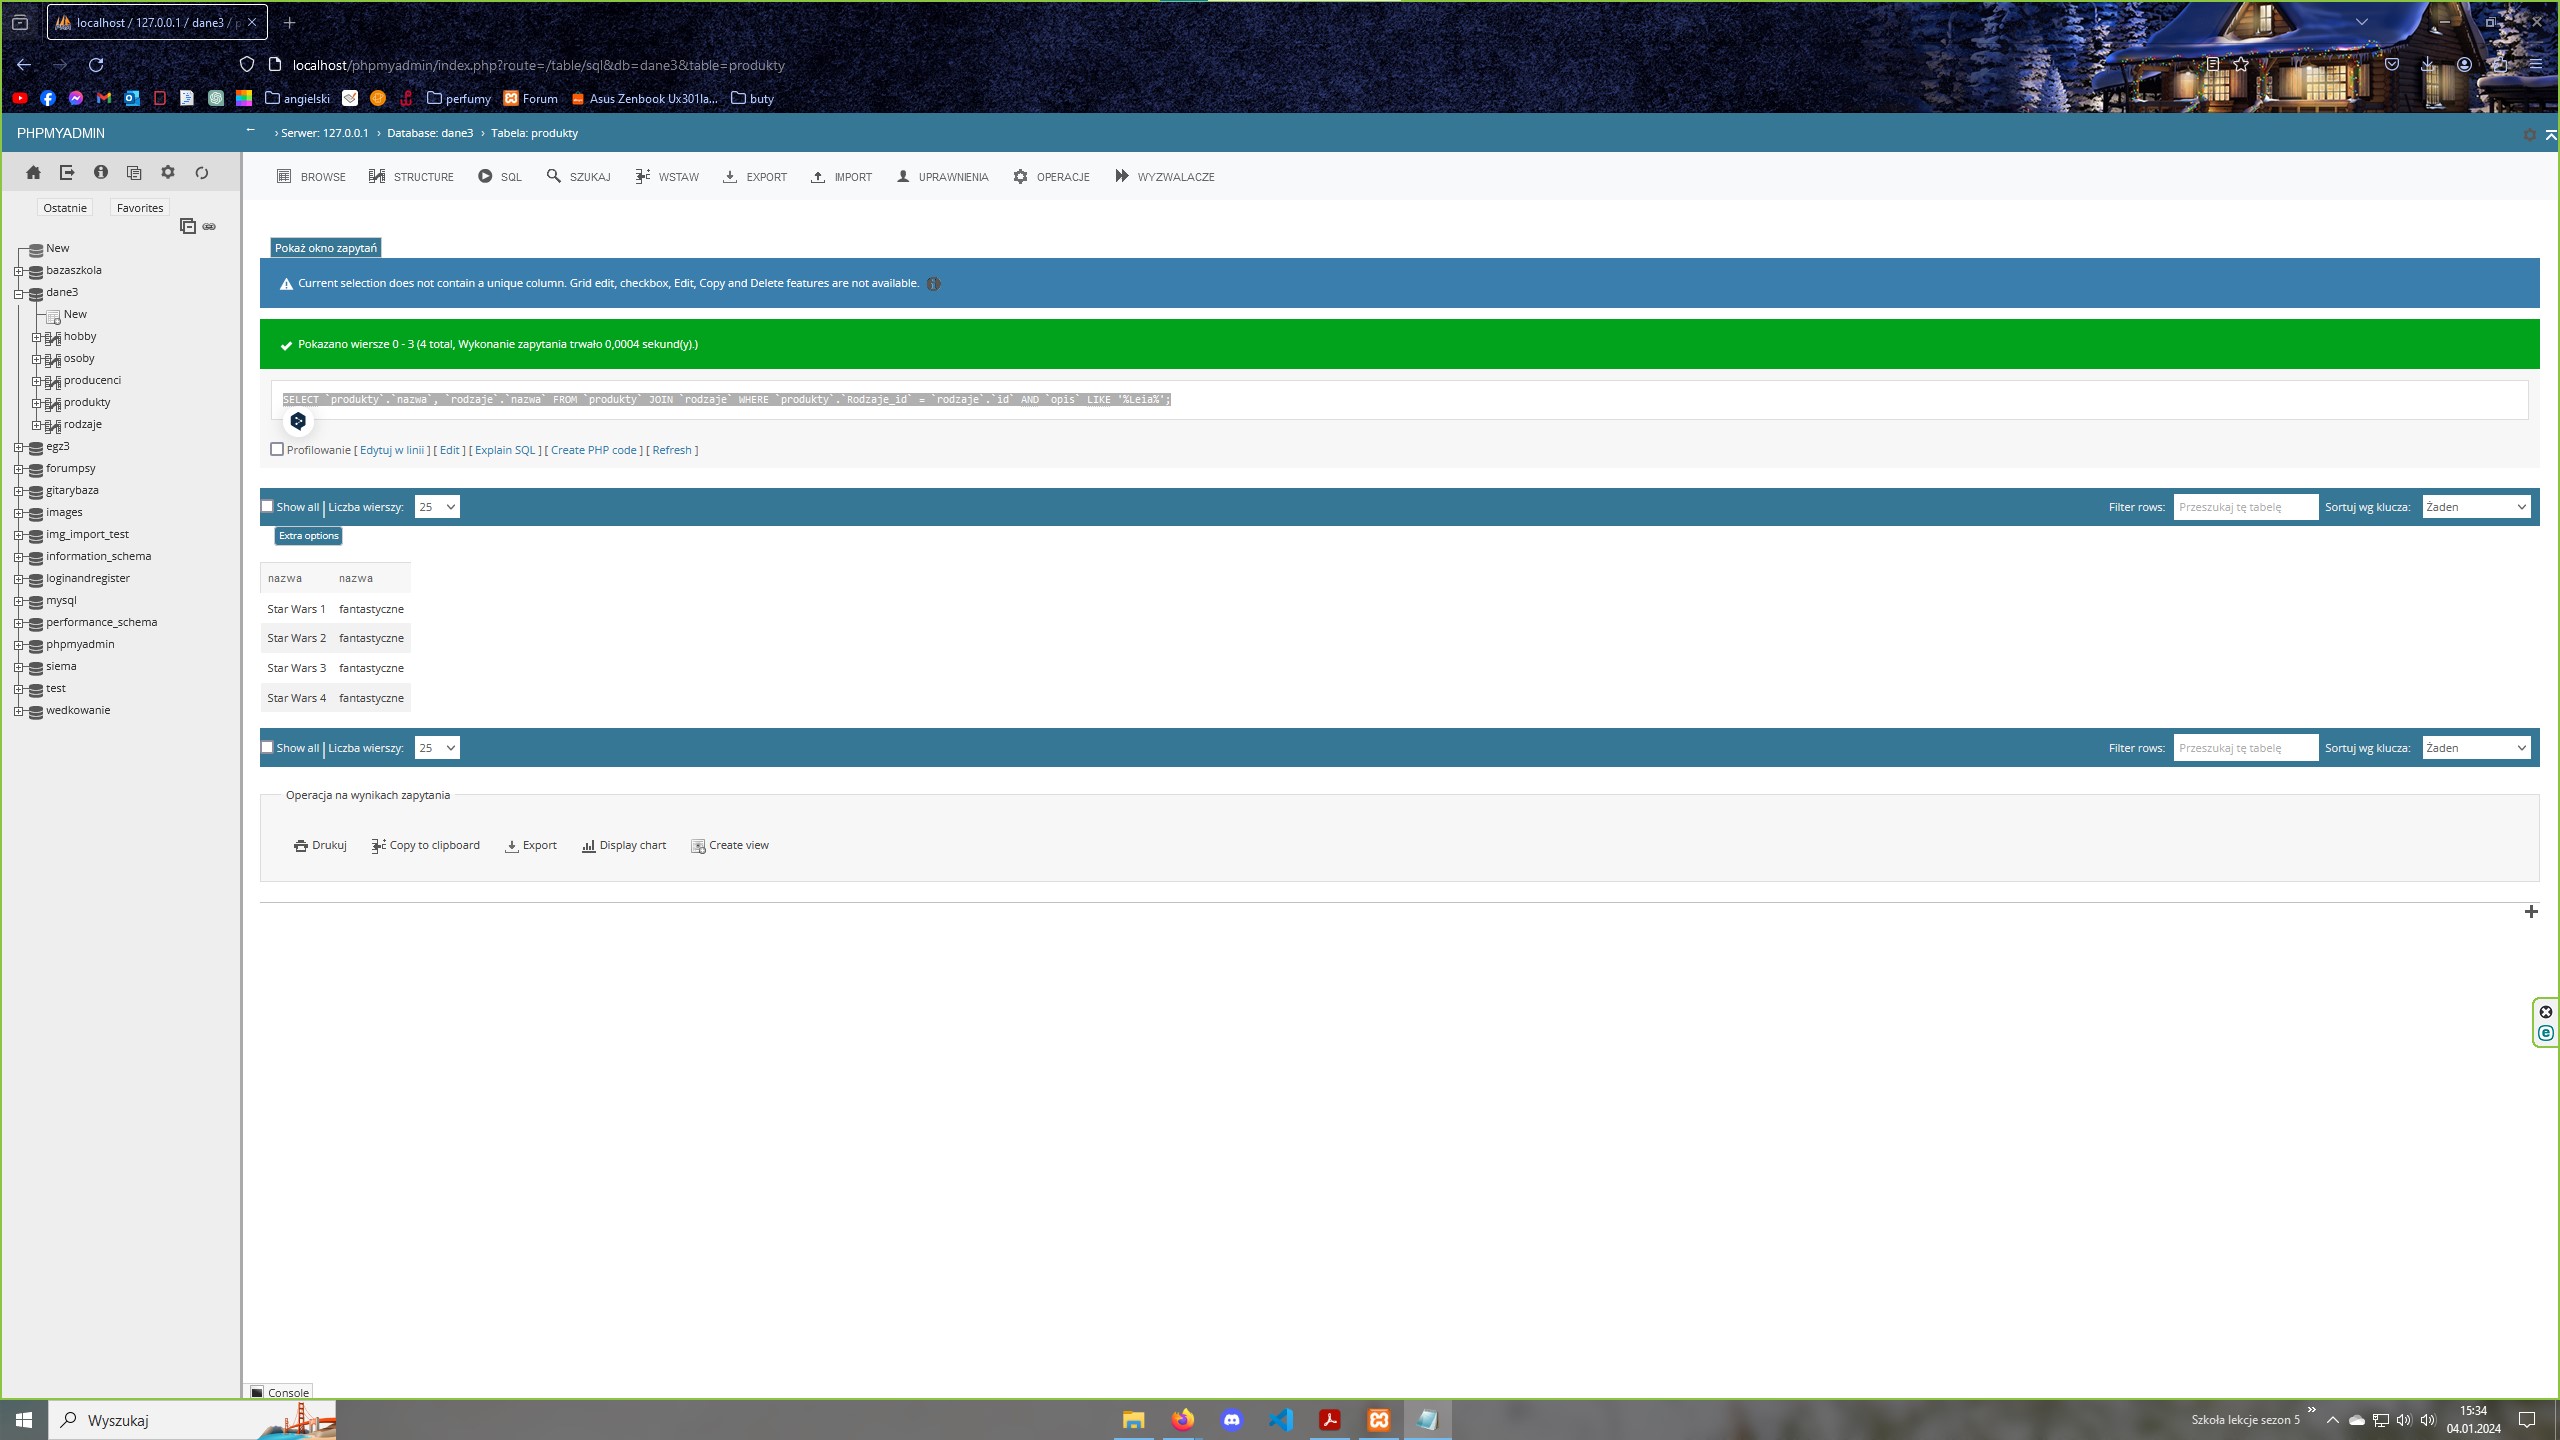 localhost / 127.0.0.1 / dane3 / p
localhost/phpmyadmin/index.php?route=/table/sql&db=dane3&table=produkty
angielski
perfumy
Forum
Asus Zenbook Ux301la...
buty
PHPMYADMIN
Serwer: 127.0.0.1 › Database: dane3 › Tabela: produkty
BROWSE STRUCTURE SQL SZUKAJ WSTAW EXPORT IMPORT UPRAWNIENIA OPERACJE WYZWALACZE
Ostatnie Favorites
New
bazaszkola
dane3
New
hobby
osoby
producenci
produkty
rodzaje
egz3
forumpsy
gitarybaza
images
img_import_test
information_schema
loginandregister
mysql
performance_schema
phpmyadmin
siema
test
wedkowanie
Pokaż okno zapytań
Current selection does not contain a unique column. Grid edit, checkbox, Edit, Copy and Delete features are not available.
Pokazano wiersze 0 - 3 (4 total, Wykonanie zapytania trwało 0,0004 sekund(y).)
SELECT `produkty`.`nazwa`, `rodzaje`.`nazwa` FROM `produkty` JOIN `rodzaje` WHERE `produkty`.`Rodzaje_id` = `rodzaje`.`id` AND `opis` LIKE '%Leia%';
Profilowanie [ Edytuj w linii ] [ Edit ] [ Explain SQL ] [ Create PHP code ] [ Refresh ]
Show all | Liczba wierszy: 25 Filter rows: Przeszukaj tę tabelę Sortuj wg klucza: Żaden
Extra options
nazwa nazwa
Star Wars 1 fantastyczne
Star Wars 2 fantastyczne
Star Wars 3 fantastyczne
Star Wars 4 fantastyczne
Show all | Liczba wierszy: 25 Filter rows: Przeszukaj tę tabelę Sortuj wg klucza: Żaden
Operacja na wynikach zapytania
Drukuj Copy to clipboard Export Display chart Create view
Console
Wyszukaj
Szkoła lekcje sezon 5
15:34
04.01.2024